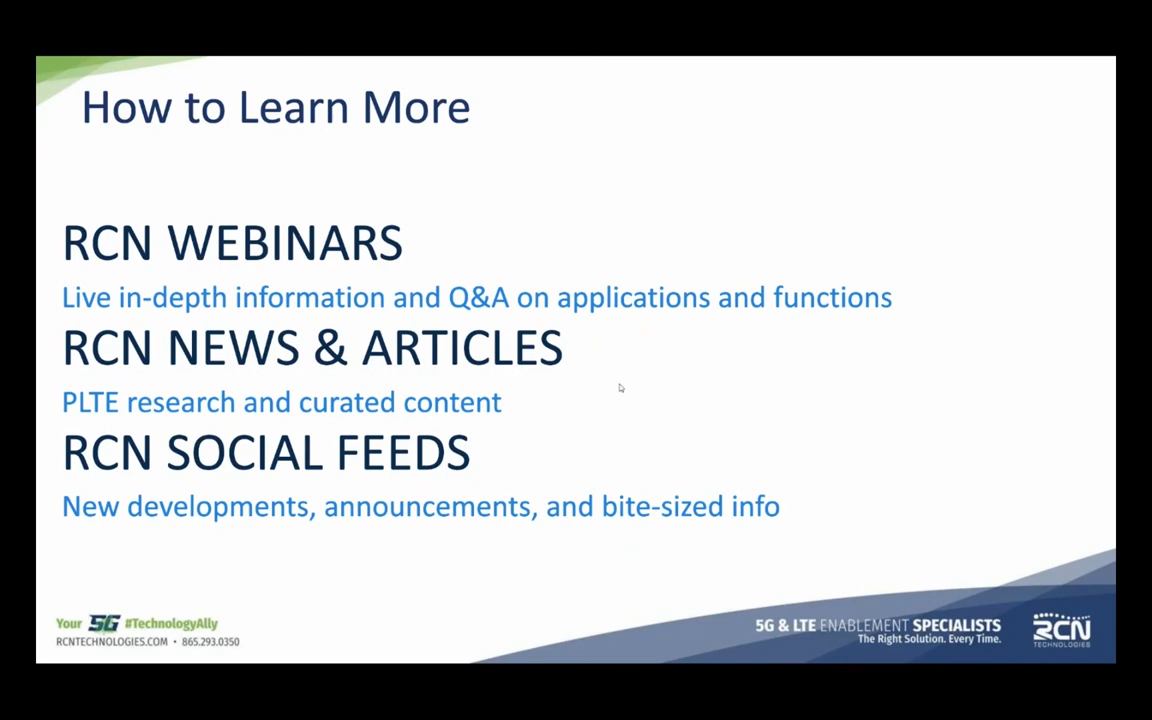 How to Learn More
RCN WEBINARS
Live in-depth information and Q&A on applications and functions
RCN NEWS & ARTICLES
PLTE research and curated content
RCN SOCIAL FEEDS
New developments, announcements, and bite-sized info
Your 5G #TechnologyAlly
RCNTECHNOLOGIES.COM • 865.293.0350
5G & LTE ENABLEMENT SPECIALISTS
The Right Solution. Every Time.
RCN
TECHNOLOGIES